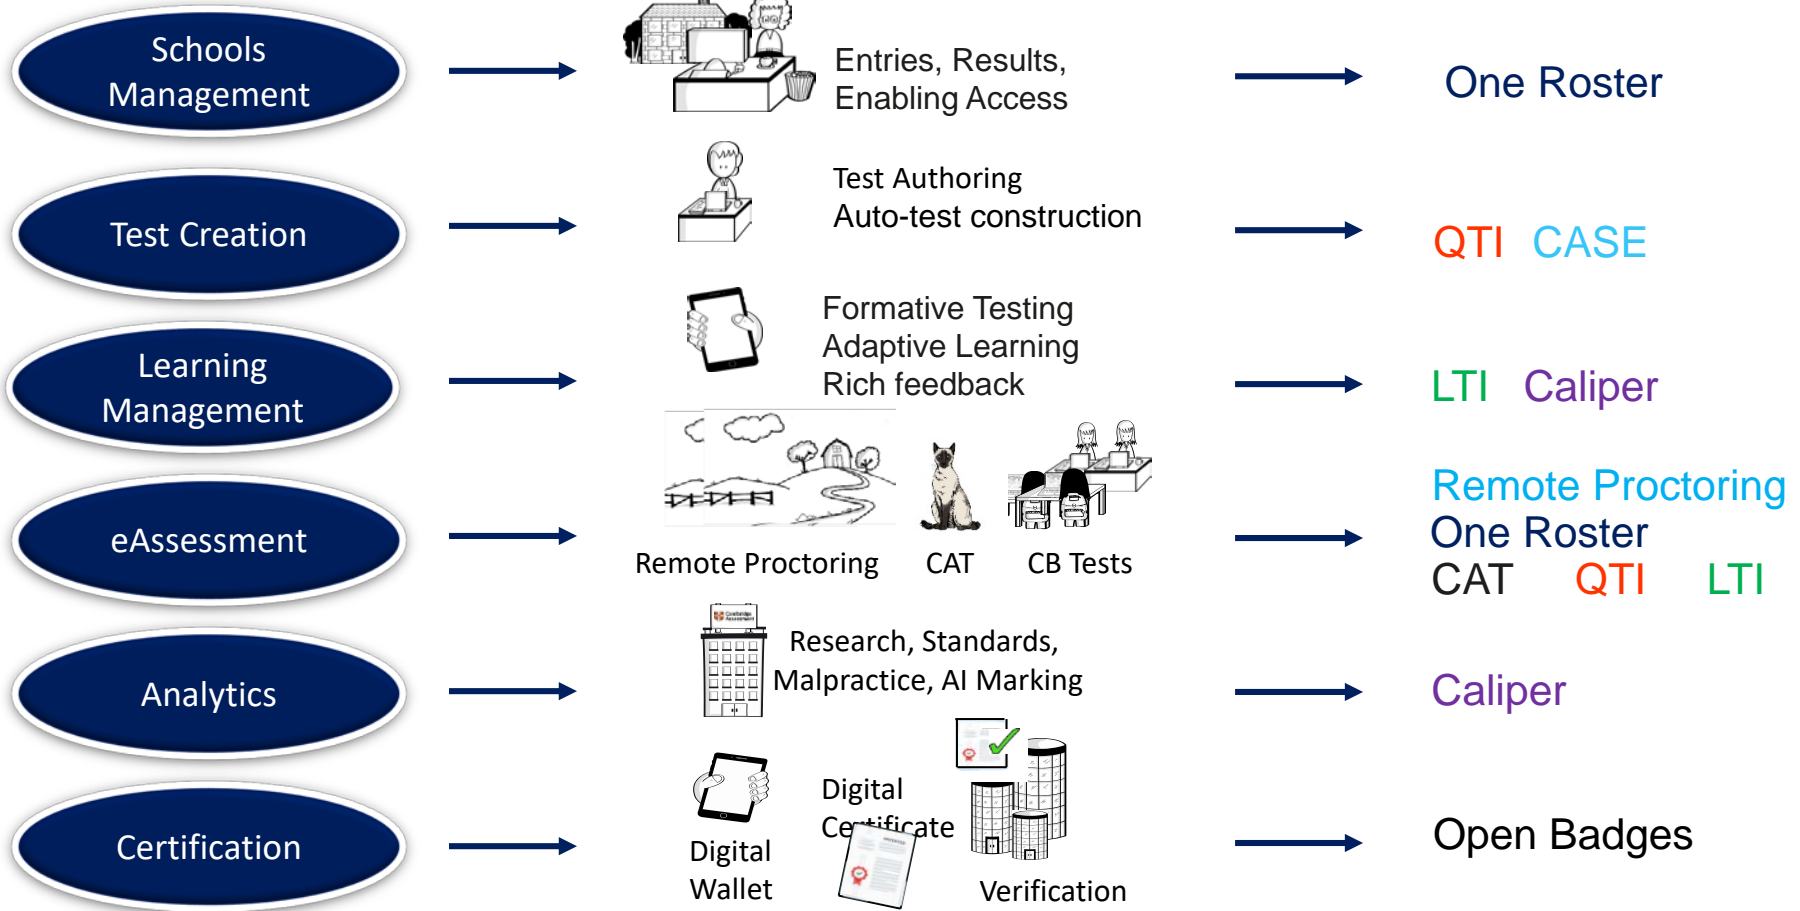 Schools
Management
Entries, Results,
Enabling Access
One Roster
Test Creation
Test Authoring
Auto-test construction
QTI CASE
Learning
Management
Formative Testing
Adaptive Learning
Rich feedback
LTI Caliper
eAssessment
Remote Proctoring CAT CB Tests
Remote Proctoring
One Roster
CAT QTI LTI
Analytics
Cambridge
Assessment
Research, Standards,
Malpractice, AI Marking
Caliper
Certification
Digital
Wallet
Digital
Certificate
Verification
Open Badges